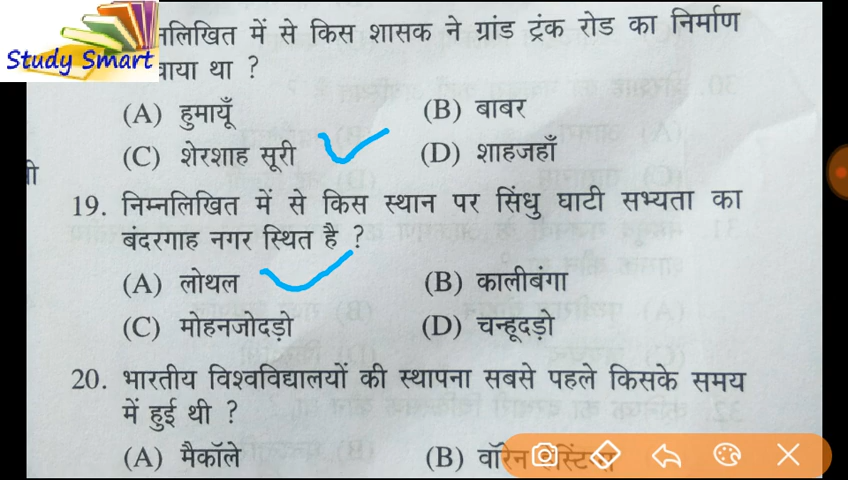 Study Smart
नलिखित में से किस शासक ने ग्रांड ट्रंक रोड का निर्माण
वाया था ?
(A) हुमायूँ (B) बाबर
(C) शेरशाह सूरी (D) शाहजहाँ
19. निम्नलिखित में से किस स्थान पर सिंधु घाटी सभ्यता का
बंदरगाह नगर स्थित है ?
(A) लोथल (B) कालीबंगा
(C) मोहनजोदड़ो (D) चन्हूदड़ो
20. भारतीय विश्वविद्यालयों की स्थापना सबसे पहले किसके समय
में हुई थी ?
(A) मैकॉले (B) वॉरेन